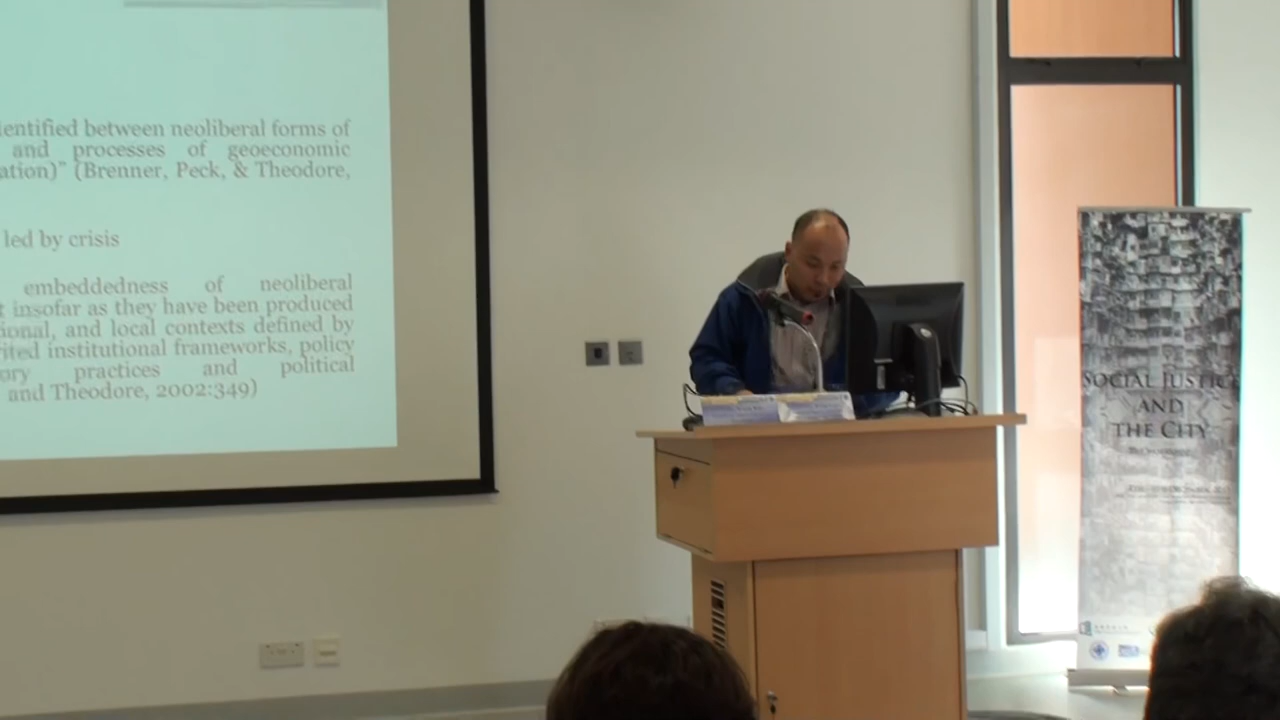 entified between neoliberal forms of
and processes of geoeconomic
ation)" (Brenner, Peck, & Theodore,
led by crisis
embeddedness of neoliberal
t insofar as they have been produced
ional, and local contexts defined by
rited institutional frameworks, policy
ory practices and political
and Theodore, 2002:349)
SOCIAL JUSTICE
AND
THE CITY